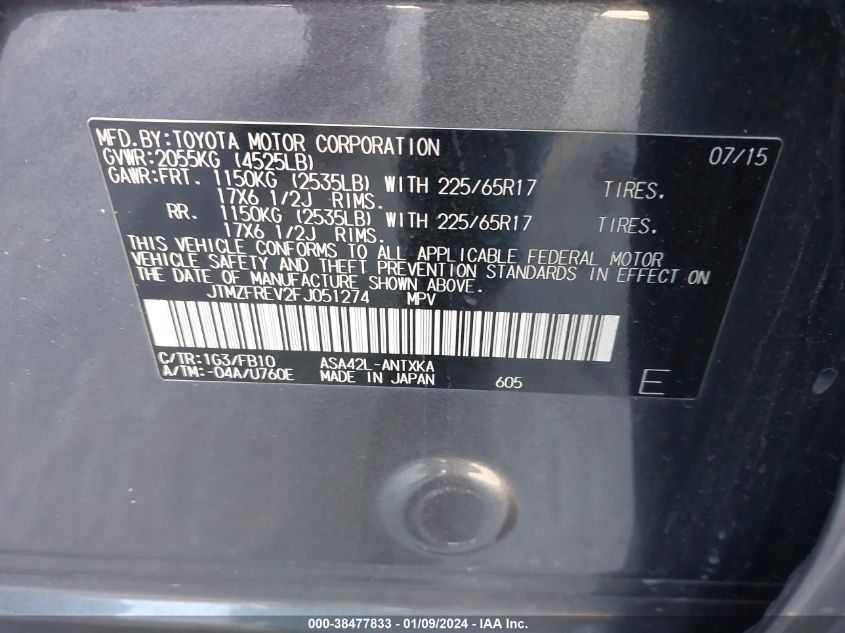 MFD.BY:TOYOTA MOTOR CORPORATION 07/15
GVWR:2055KG (4525LB)
GAWR:FRT. 1150KG (2535LB) WITH 225/65R17 TIRES.
17X6 1/2J RIMS.
RR. 1150KG (2535LB) WITH 225/65R17 TIRES.
17X6 1/2J RIMS.
THIS VEHICLE CONFORMS TO ALL APPLICABLE FEDERAL MOTOR
VEHICLE SAFETY AND THEFT PREVENTION STANDARDS IN EFFECT ON
THE DATE OF MANUFACTURE SHOWN ABOVE.
JTMZFREV2FJ051274 MPV
C/TR:1G3/FB10 ASA42L-ANTXKA
A/TM:-04A/U760E MADE IN JAPAN 605 E
000-38477833 - 01/09/2024 - IAA Inc.